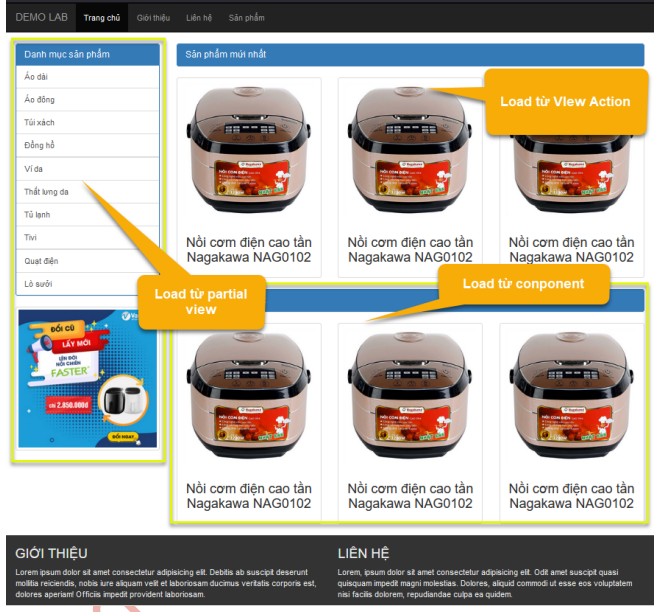 DEMO LAB Trang chủ Giới thiệu Liên hệ Sản phẩm
Danh mục sản phẩm
Áo dài
Áo đông
Túi xách
Đồng hồ
Ví da
Thắt lưng da
Tủ lạnh
Tivi
Quạt điện
Lò sưởi
ĐỔI CŨ
LẤY MỚI
LÊN ĐỜI
NỒI CHIÊN
FASTER
2.850.000đ
ĐỔI NGAY
Load từ partial
view
Sản phẩm mứi nhất
Load từ VIew Action
Nồi cơm điện cao tần
Nagakawa NAG0102
Nồi cơm điện cao tần
Nagakawa NAG0102
Nồi cơm điện cao tần
Nagakawa NAG0102
Load từ conponent
Nồi cơm điện cao tần
Nagakawa NAG0102
Nồi cơm điện cao tần
Nagakawa NAG0102
Nồi cơm điện cao tần
Nagakawa NAG0102
GIỚI THIỆU
Lorem ipsum dolor sit amet consectetur adipisicing elit. Debitis ab suscipit deserunt
mollitia reiciendis, nobis iure aliquam velit et laboriosam ducimus veritatis corporis est,
dolores aperiam! Officiis impedit provident laboriosam.
LIÊN HỆ
Lorem, ipsum dolor sit amet consectetur adipisicing elit. Odit amet suscipit quasi
quisquam impedit magni molestias. Dolores, aliquid commodi ut esse eos voluptatem
nisi facilis dolorem, repudiandae culpa ea quidem.